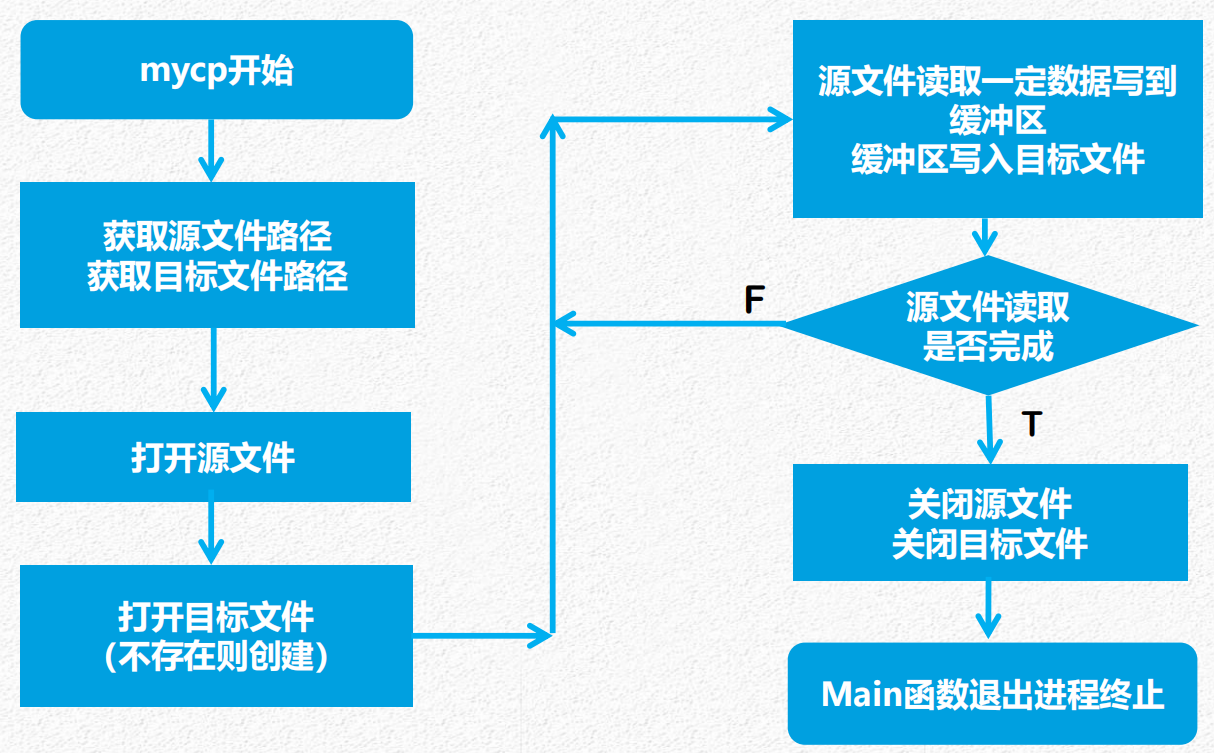 mycp开始
获取源文件路径
获取目标文件路径
打开源文件
打开目标文件
（不存在则创建）
源文件读取一定数据写到
缓冲区
缓冲区写入目标文件
F
源文件读取
是否完成
T
关闭源文件
关闭目标文件
Main函数退出进程终止